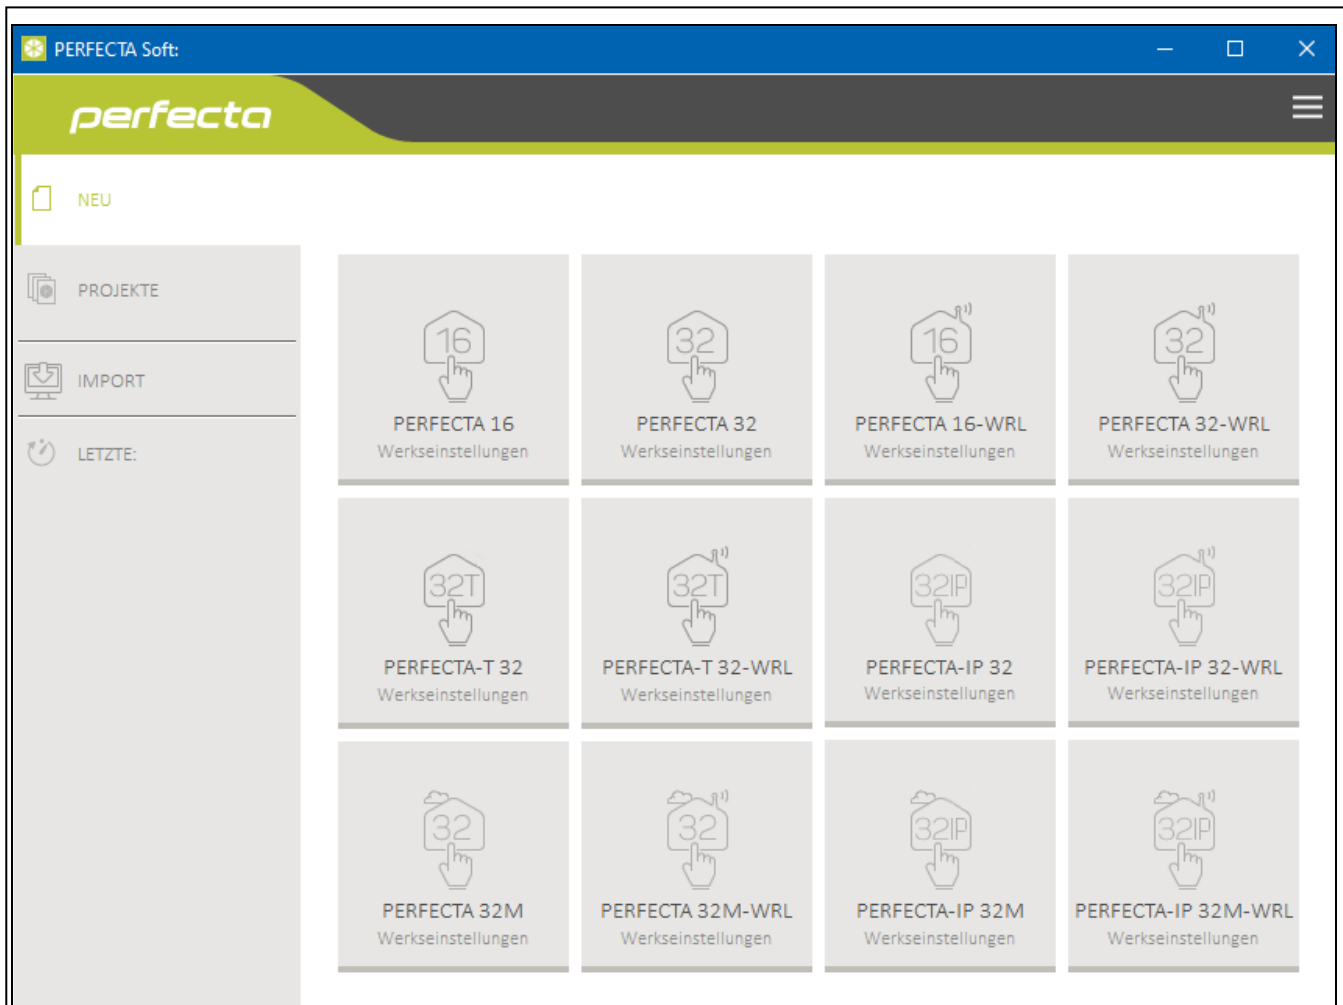 PERFECTA Soft:
perfecta
NEU
PROJEKTE
IMPORT
LETZTE:
16
32
16
32
PERFECTA 16
PERFECTA 32
PERFECTA 16-WRL
PERFECTA 32-WRL
Werkseinstellungen
Werkseinstellungen
Werkseinstellungen
Werkseinstellungen
32T
32T
32IP
32IP
PERFECTA-T 32
PERFECTA-T 32-WRL
PERFECTA-IP 32
PERFECTA-IP 32-WRL
Werkseinstellungen
Werkseinstellungen
Werkseinstellungen
Werkseinstellungen
32
32
32IP
32IP
PERFECTA 32M
PERFECTA 32M-WRL
PERFECTA-IP 32M
PERFECTA-IP 32M-WRL
Werkseinstellungen
Werkseinstellungen
Werkseinstellungen
Werkseinstellungen